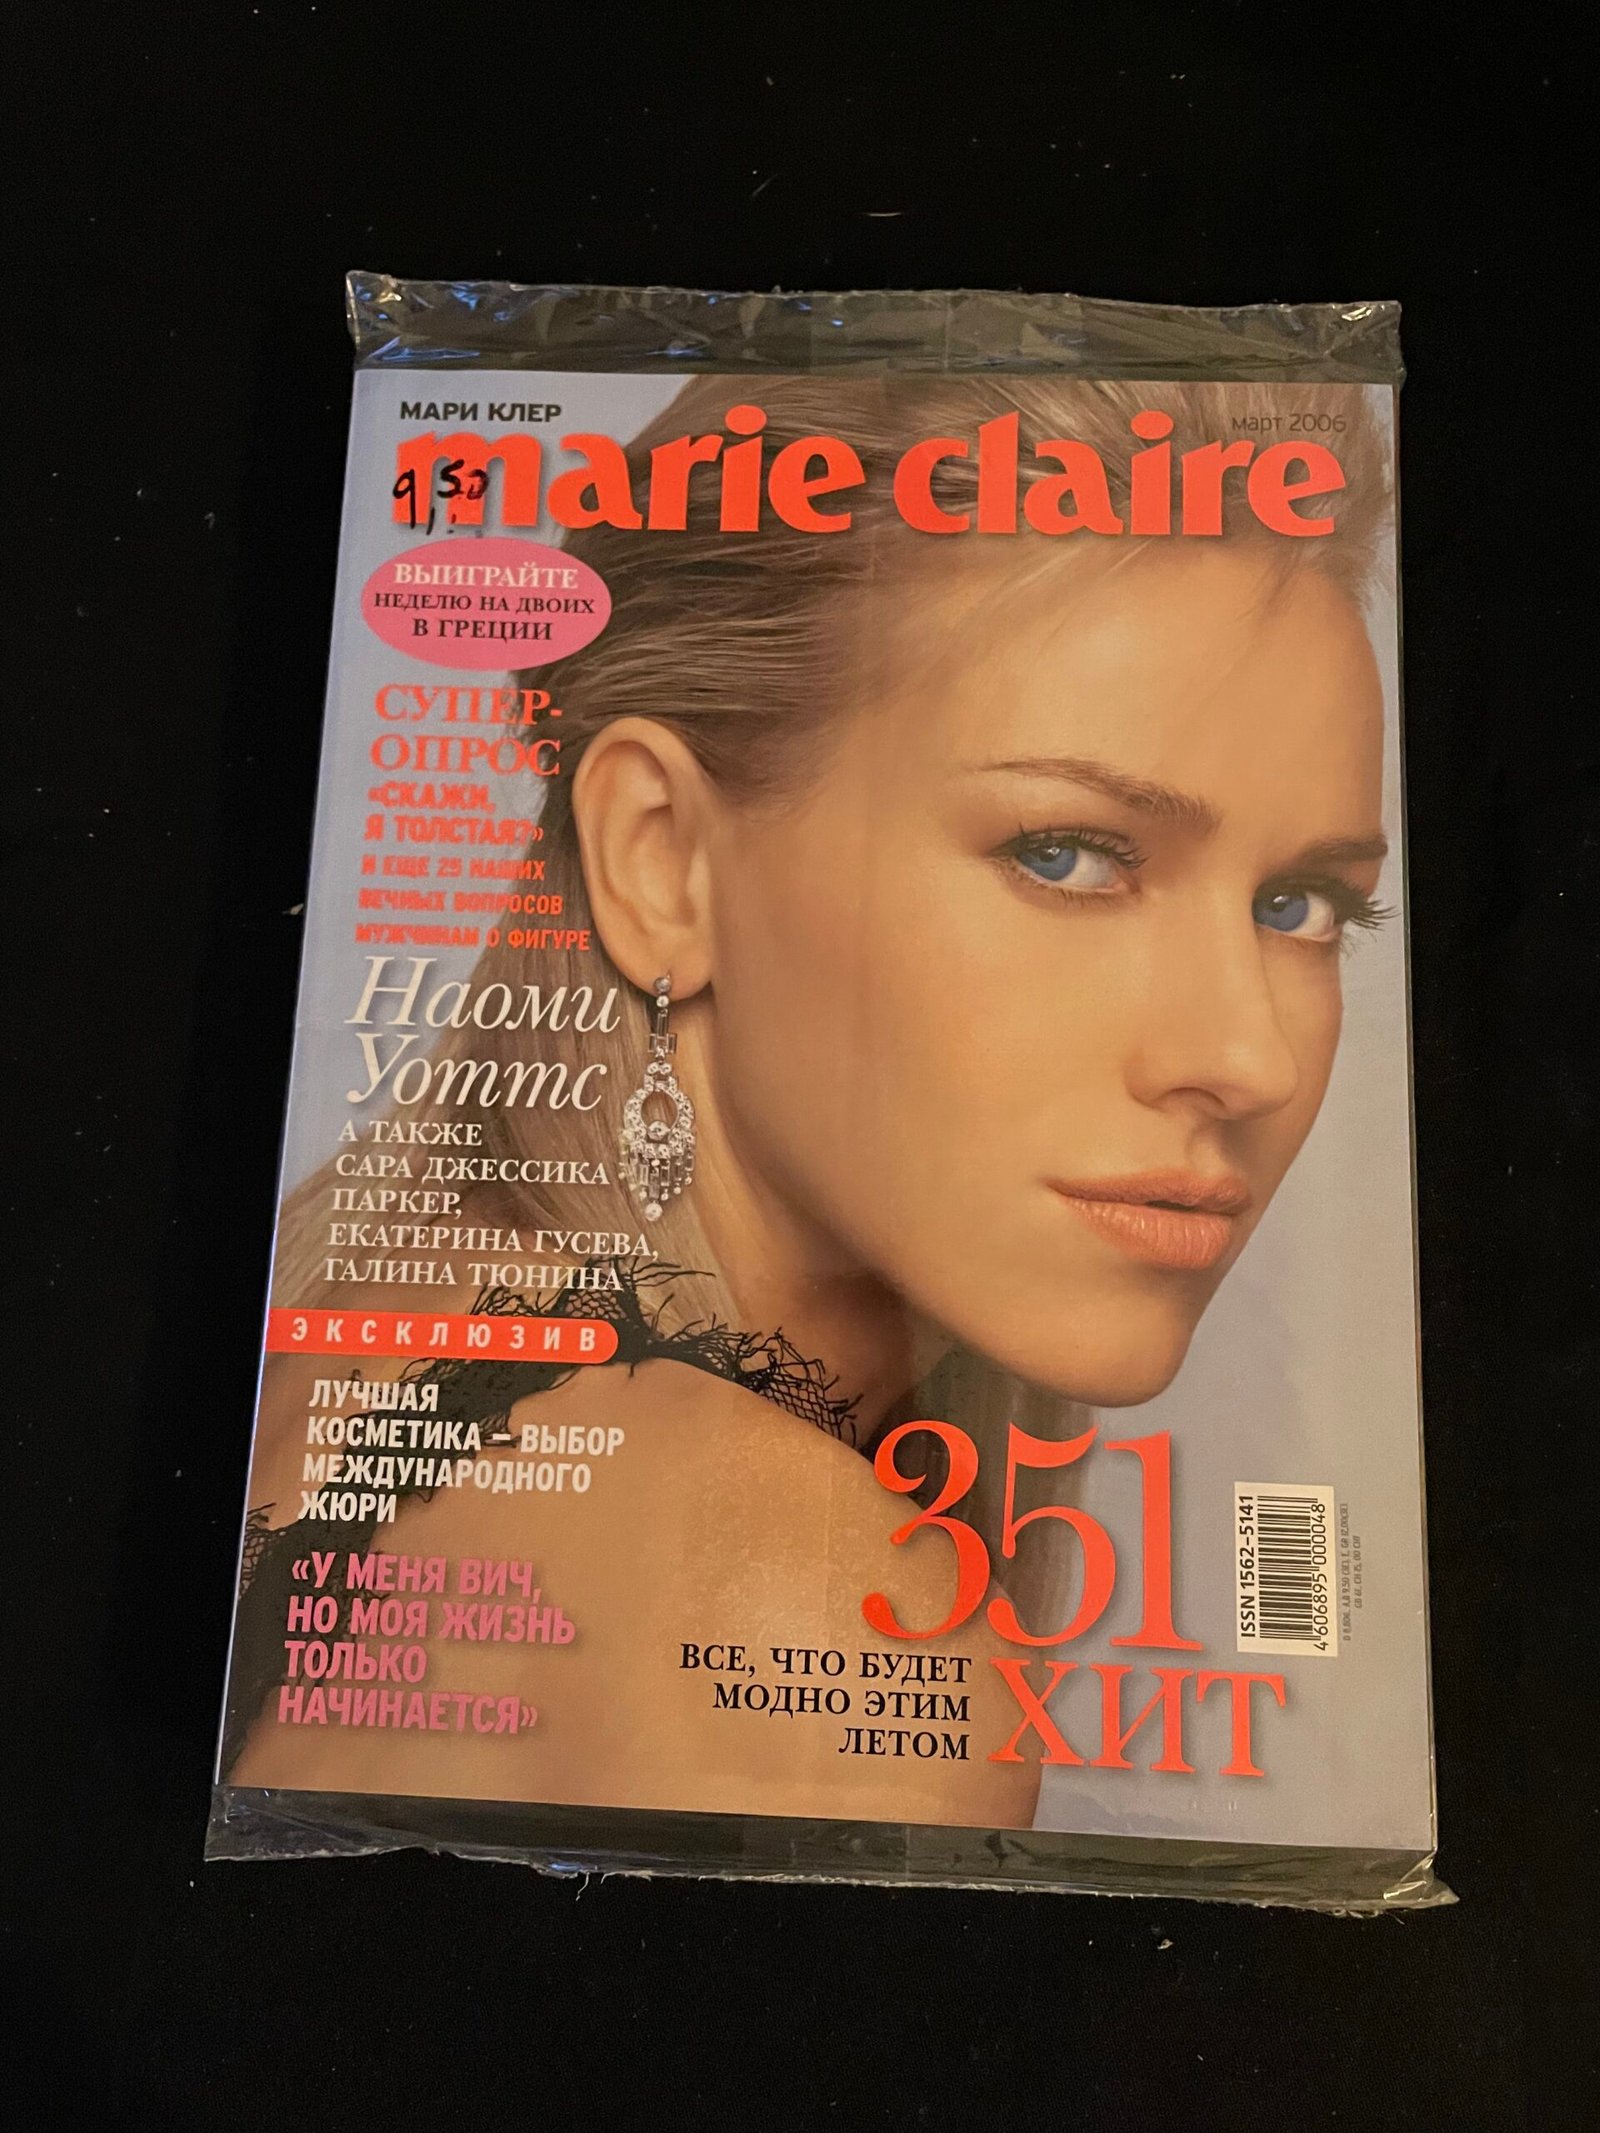 МАРИ КЛЕР
март 2006
marie claire
9,50
ВЫИГРАЙТЕ
НЕДЕЛЮ НА ДВОИХ
В ГРЕЦИИ
СУПЕР-
ОПРОС
«СКАЖИ,
Я ТОЛСТАЯ?»
И ЕЩЕ 25 НАШИХ
ВЕЧНЫХ ВОПРОСОВ
МУЖЧИНАМ О ФИГУРЕ
Наоми
Уоттс
А ТАКЖЕ
САРА ДЖЕССИКА
ПАРКЕР,
ЕКАТЕРИНА ГУСЕВА,
ГАЛИНА ТЮНИНА
ЭКСКЛЮЗИВ
ЛУЧШАЯ
КОСМЕТИКА – ВЫБОР
МЕЖДУНАРОДНОГО
ЖЮРИ
«У МЕНЯ ВИЧ,
НО МОЯ ЖИЗНЬ
ТОЛЬКО
НАЧИНАЕТСЯ»
351
ХИТ
ВСЕ, ЧТО БУДЕТ
МОДНО ЭТИМ
ЛЕТОМ
ISSN 1562-5141
4 606895 000048